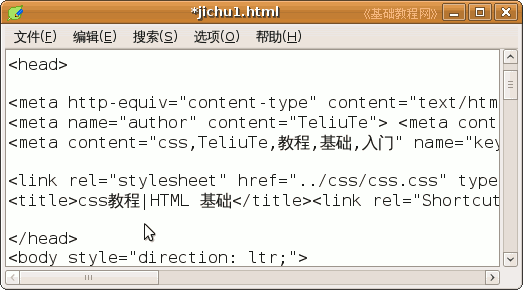 *jichu1.html
《基础教程网》
文件(F) 编辑(E) 搜索(S) 选项(O) 帮助(H)
<head>
<meta http-equiv="content-type" content="text/htm
<meta name="author" content="TeliuTe"> <meta cont
<meta content="css,TeliuTe,教程,基础,入门" name="key
<link rel="stylesheet" href="../css/css.css" type
<title>css教程|HTML 基础</title><link rel="Shortcut
</head>
<body style="direction: ltr;">